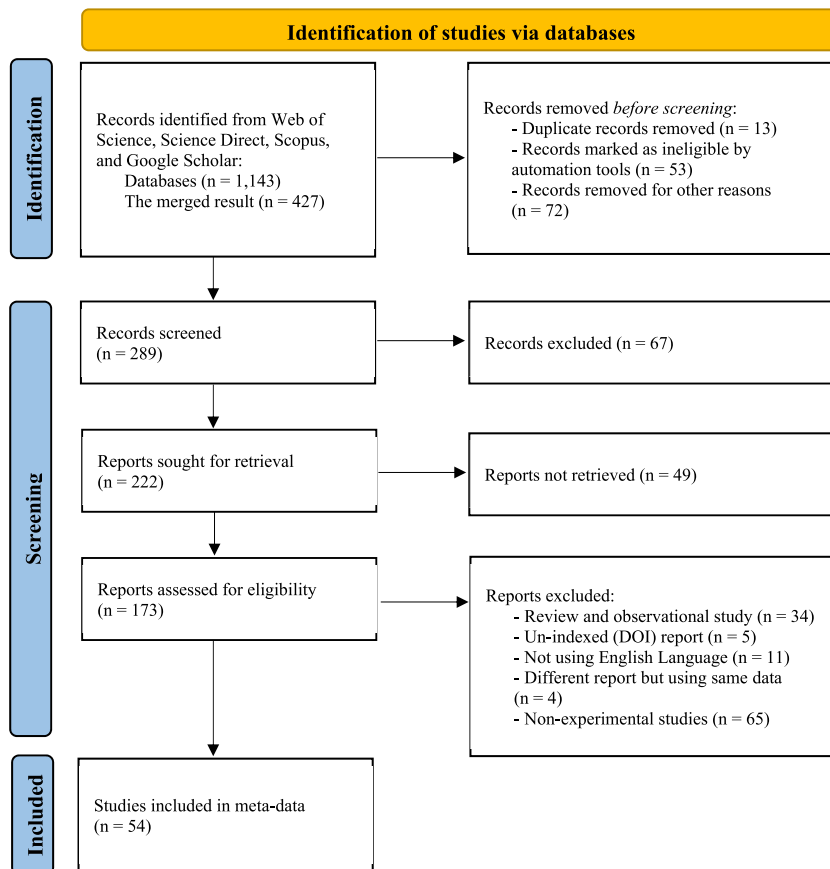 Identification of studies via databases
Identification
Records identified from Web of
Science, Science Direct, Scopus,
and Google Scholar:
Databases (n = 1,143)
The merged result (n = 427)
Records removed before screening:
- Duplicate records removed (n = 13)
- Records marked as ineligible by
automation tools (n = 53)
- Records removed for other reasons
(n = 72)
Screening
Records screened
(n = 289)
Records excluded (n = 67)
Reports sought for retrieval
(n = 222)
Reports not retrieved (n = 49)
Reports assessed for eligibility
(n = 173)
Reports excluded:
- Review and observational study (n = 34)
- Un-indexed (DOI) report (n = 5)
- Not using English Language (n = 11)
- Different report but using same data
(n = 4)
- Non-experimental studies (n = 65)
Included
Studies included in meta-data
(n = 54)